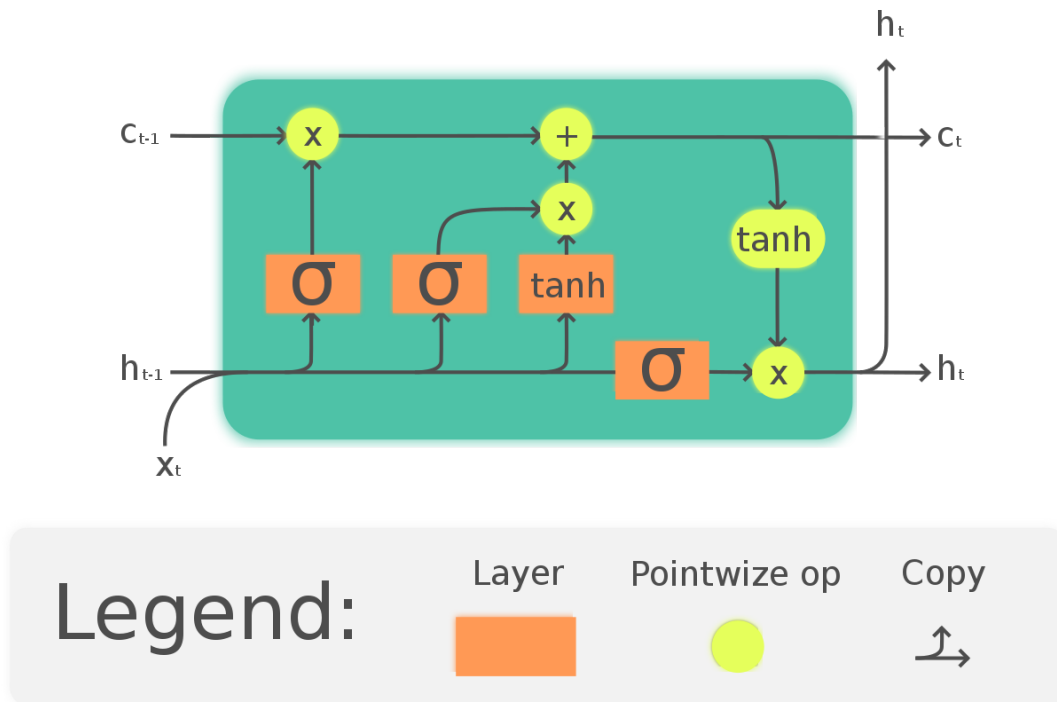 hₜ
cₜ₋₁
x
+
cₜ
x
tanh
σ
σ
tanh
σ
hₜ₋₁
x
hₜ
xₜ
Legend:
Layer
Pointwize op
Copy